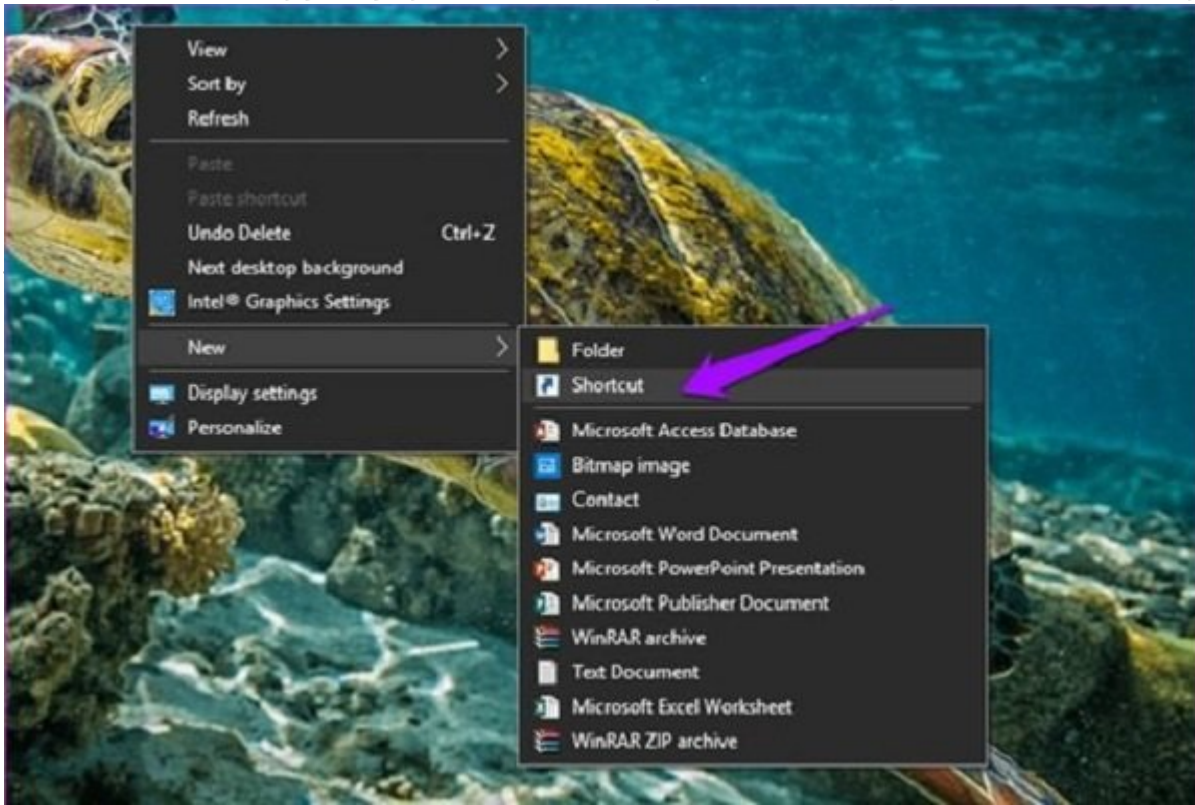 View
Sort by
Refresh
Paste
Paste shortcut
Undo Delete Ctrl+Z
Next desktop background
Intel® Graphics Settings
New
Display settings
Personalize
Folder
Shortcut
Microsoft Access Database
Bitmap image
Contact
Microsoft Word Document
Microsoft PowerPoint Presentation
Microsoft Publisher Document
WinRAR archive
Text Document
Microsoft Excel Worksheet
WinRAR ZIP archive